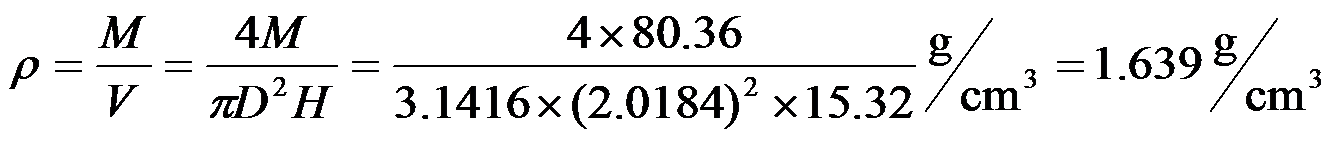 ρ = M/V = 4M/πD²H = 4×80.36/3.1416×(2.0184)²×15.32 g/cm³ = 1.639 g/cm³